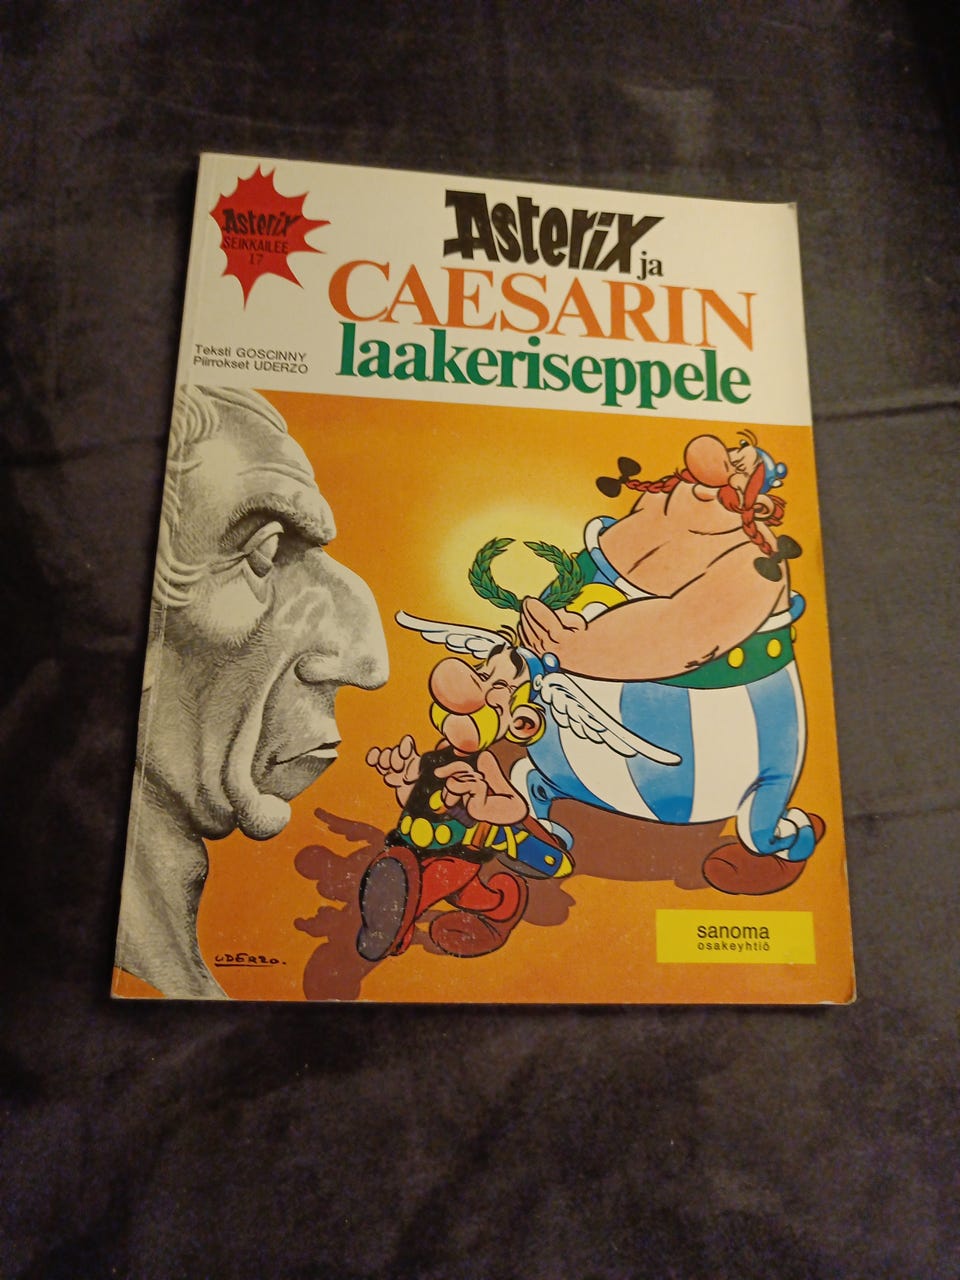 Asterix
SEIKKAILEE
17
Asterix ja
CAESARIN
laakeriseppele
Teksti GOSCINNY
Piirrokset UDERZO
UDERZO.
sanoma
osakeyhtiö